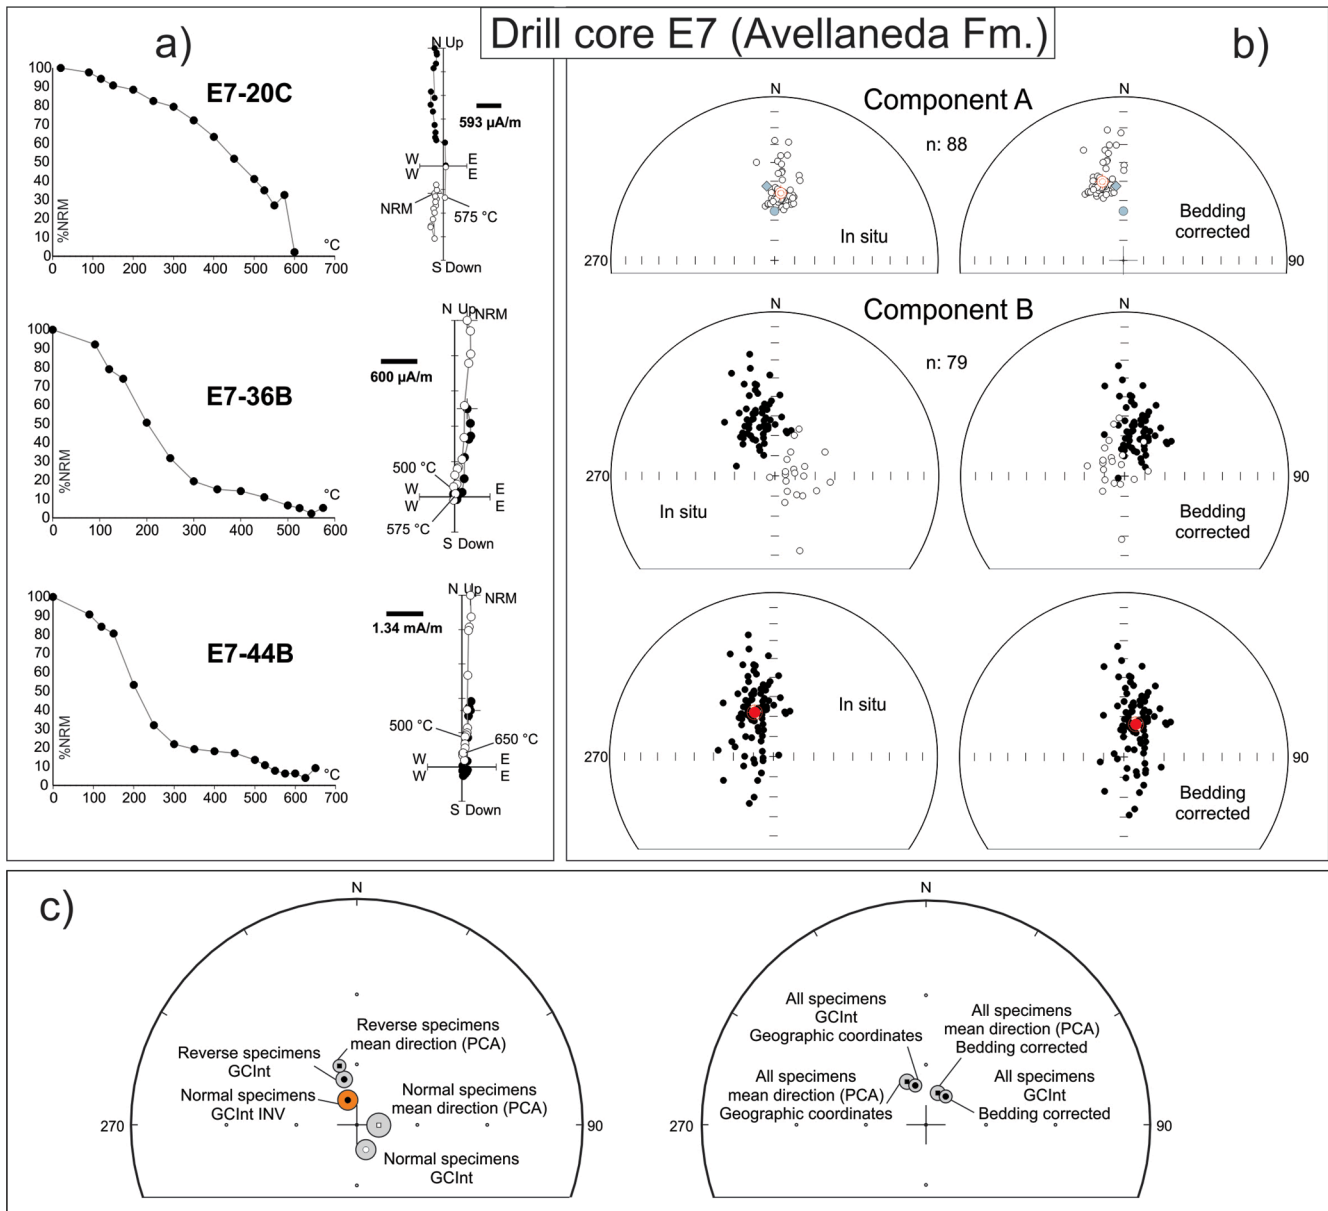 Drill core E7 (Avellaneda Fm.)
a)
E7-20C
100
90
80
70
60
50
40
30
20
10
0
%NRM
°C
100 200 300 400 500 600 700
N Up
593 µA/m
W E
W E
NRM
575 °C
S Down
E7-36B
100
90
80
70
60
50
40
30
20
10
0
%NRM
°C
0 100 200 300 400 500 600
N Up
NRM
600 µA/m
500 °C
W E
W E
575 °C
S Down
E7-44B
100
90
80
70
60
50
40
30
20
10
0
%NRM
°C
0 100 200 300 400 500 600 700
N Up
NRM
1.34 mA/m
500 °C
650 °C
W E
W E
S Down
b)
Component A
n: 88
N
N
In situ
Bedding
corrected
270
90
Component B
n: 79
N
N
270
90
In situ
Bedding
corrected
In situ
270
90
Bedding
corrected
c)
N
Reverse specimens
mean direction (PCA)
Reverse specimens
GCInt
Normal specimens
GCInt INV
Normal specimens
mean direction (PCA)
270
90
Normal specimens
GCInt
N
All specimens
GCInt
Geographic coordinates
All specimens
mean direction (PCA)
Bedding corrected
All specimens
mean direction (PCA)
Geographic coordinates
All specimens
GCInt
Bedding corrected
270
90